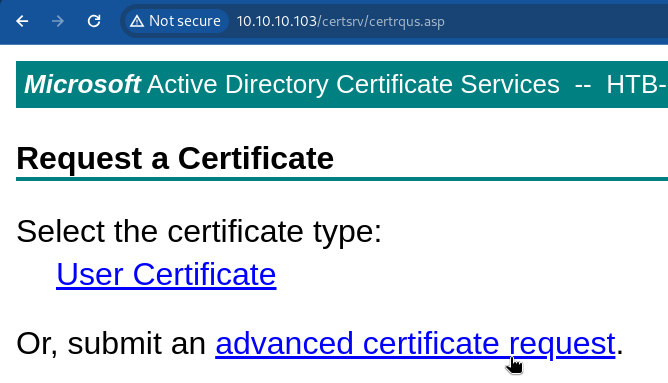 Not secure 10.10.10.103/certsrv/certrqus.asp
Microsoft Active Directory Certificate Services -- HTB-
Request a Certificate
Select the certificate type:
User Certificate
Or, submit an advanced certificate request.